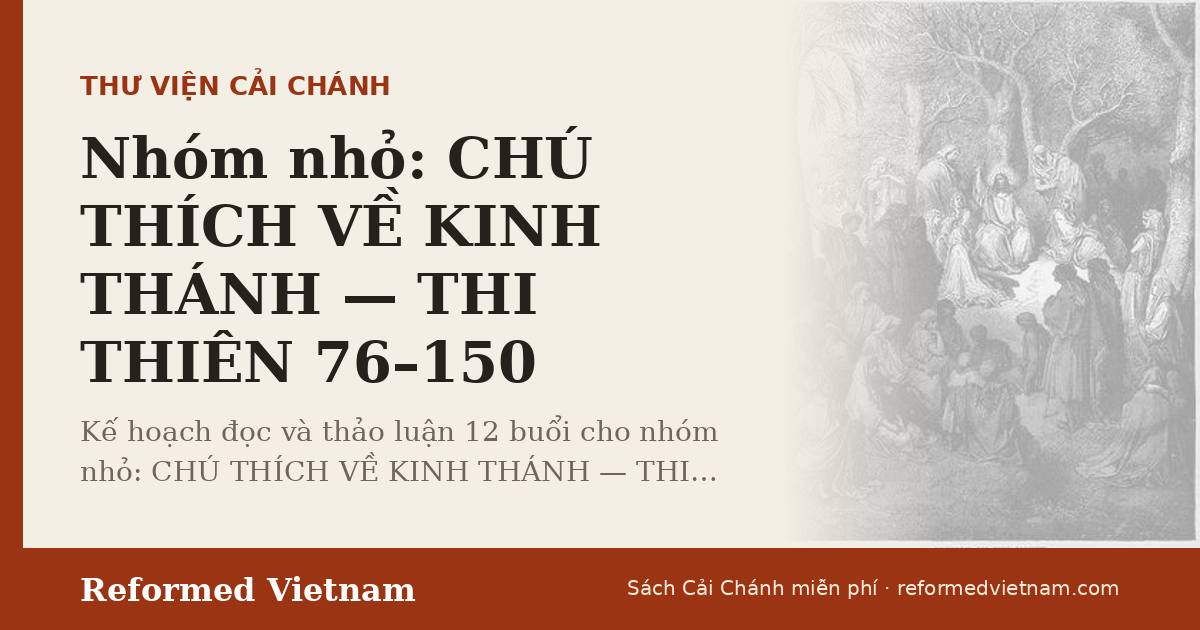 THƯ VIỆN CẢI CHÁNH
Nhóm nhỏ: CHÚ
THÍCH VỀ KINH
THÁNH — THI
THIÊN 76–150
Kế hoạch đọc và thảo luận 12 buổi cho nhóm
nhỏ: CHÚ THÍCH VỀ KINH THÁNH — THI...
Reformed Vietnam
Sách Cải Chánh miễn phí · reformedvietnam.com